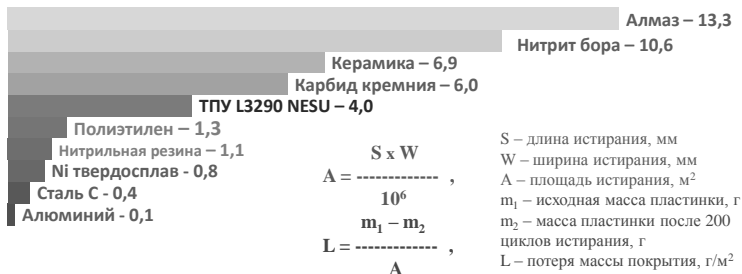 Алмаз – 13,3
Нитрит бора – 10,6
Керамика – 6,9
Карбид кремния – 6,0
ТПУ L3290 NESU – 4,0
Полиэтилен – 1,3
Нитрильная резина – 1,1
Ni твердосплав - 0,8
Сталь С - 0,4
Алюминий - 0,1
S x W
A = ------------- ,
10⁶
m₁ – m₂
L = ------------- ,
A
S – длина истирания, мм
W – ширина истирания, мм
A – площадь истирания, м²
m₁ – исходная масса пластинки, г
m₂ – масса пластинки после 200
циклов истирания, г
L – потеря массы покрытия, г/м²